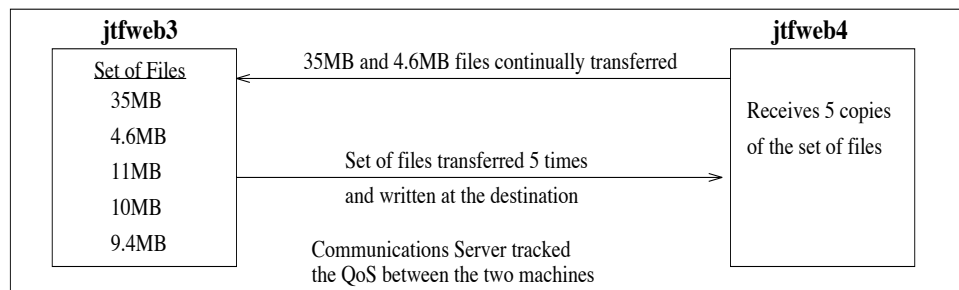 jtfweb3
Set of Files
35MB
4.6MB
11MB
10MB
9.4MB
35MB and 4.6MB files continually transferred
Set of files transferred 5 times
and written at the destination
Communications Server tracked
the QoS between the two machines
jtfweb4
Receives 5 copies
of the set of files